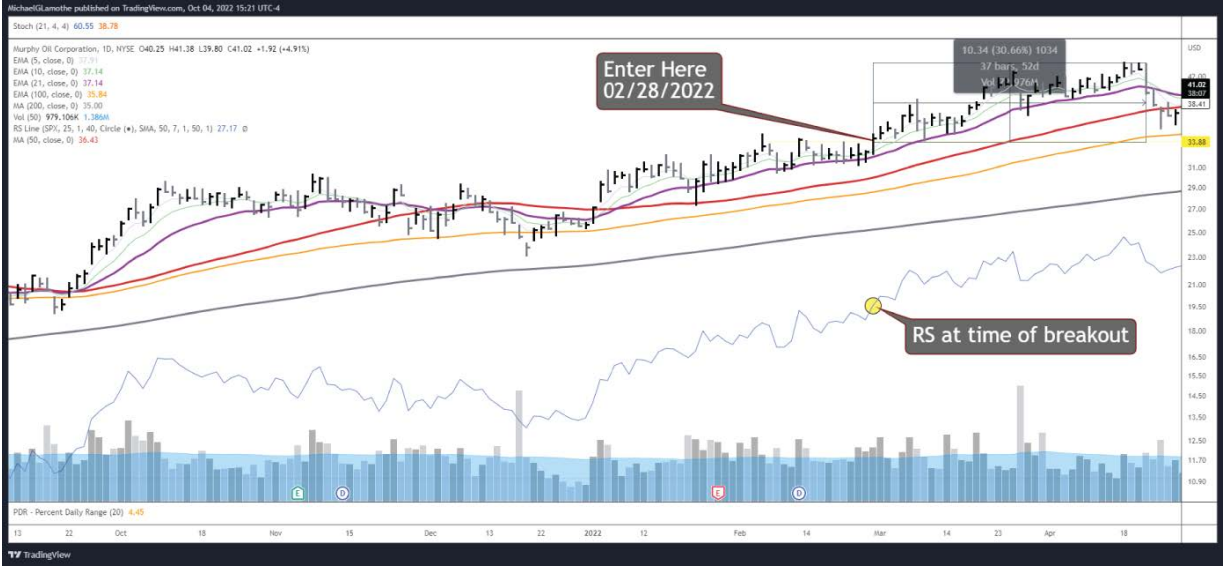 MichaelGLamothe published on TradingView.com, Oct 04, 2022 15:21 UTC-4
Stoch (21, 4, 4) 60.55 38.78
Murphy Oil Corporation, 1D, NYSE O40.25 H41.38 L39.80 C41.02 +1.92 (+4.91%)
EMA (5, close, 0) 37.91
EMA (10, close, 0) 37.14
EMA (21, close, 0) 37.14
EMA (100, close, 0) 35.84
MA (200, close, 0) 35.00
Vol (50) 979.106K 1.386M
RS Line (SPX, 25, 1, 40, Circle (●), SMA, 50, 7, 1, 50, 1) 27.17
MA (50, close, 0) 36.43
Enter Here
02/28/2022
10.34 (30.66%) 1034
37 bars, 52d
Vol 976M
RS at time of breakout
USD
42.00
41.02
38.07
38.41
33.88
31.00
29.00
27.00
25.00
23.00
21.00
19.50
18.00
16.50
15.50
14.50
13.50
12.50
11.70
10.90
E
D
E
D
PDR - Percent Daily Range (20) 4.45
13 22 Oct 18 Nov 15 Dec 13 22 2022 12 Feb 14 Mar 14 23 Apr 18
TradingView